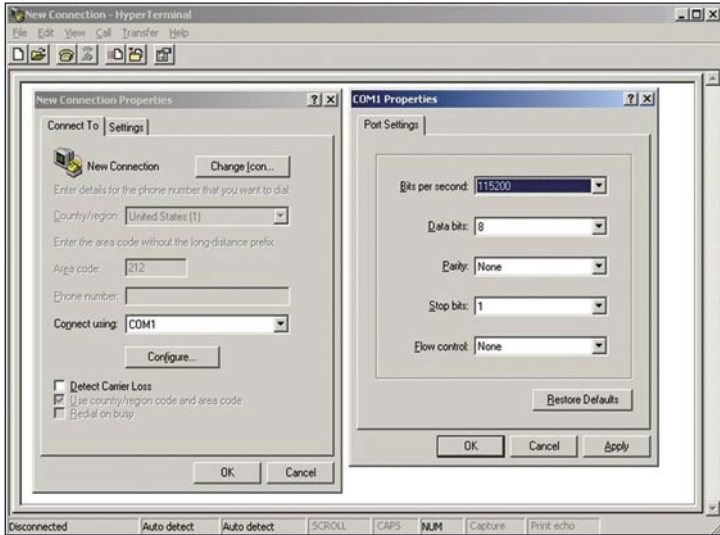 New Connection - HyperTerminal
File Edit View Call Transfer Help
New Connection Properties
Connect To
Settings
New Connection
Change Icon...
Enter details for the phone number that you want to dial:
Country/region:
United States (1)
Enter the area code without the long-distance prefix.
Area code:
212
Phone number:
Connect using:
COM1
Configure...
Detect Carrier Loss
Use country/region code and area code
Redial on busy
OK
Cancel
COM1 Properties
Port Settings
Bits per second:
115200
Data bits:
8
Parity:
None
Stop bits:
1
Flow control:
None
Restore Defaults
OK
Cancel
Apply
Disconnected
Auto detect
Auto detect
SCROLL
CAPS
NUM
Capture
Print echo